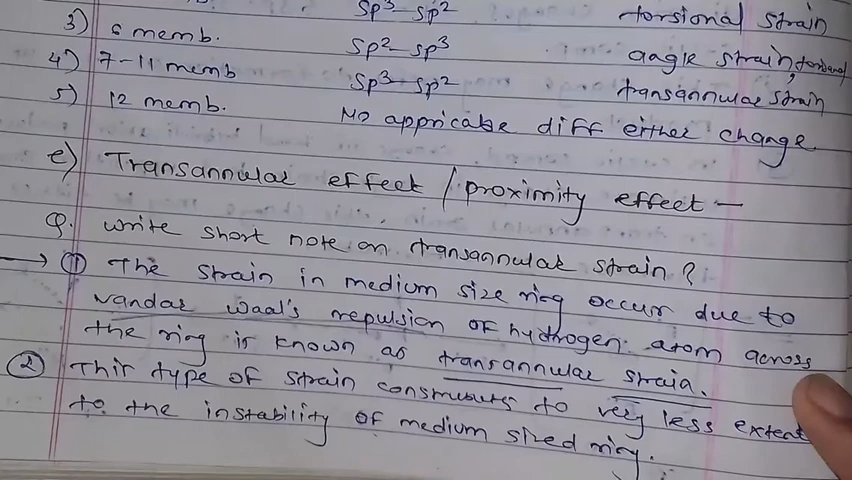 sp³-sp² torsional strain
3) 6 memb. sp²-sp³ angle strain, torsional
4) 7-11 memb sp³-sp² transannular strain
5) 12 memb. No appricable diff either change
e) Transannular effect / proximity effect —
Q. Write short note on transannular strain?
→ ① The strain in medium size ring occur due to
vandar waal's repulsion of hydrogen atom across
the ring is known as transannular strain.
② This type of strain constributs to very less extent
to the instability of medium sized ring.